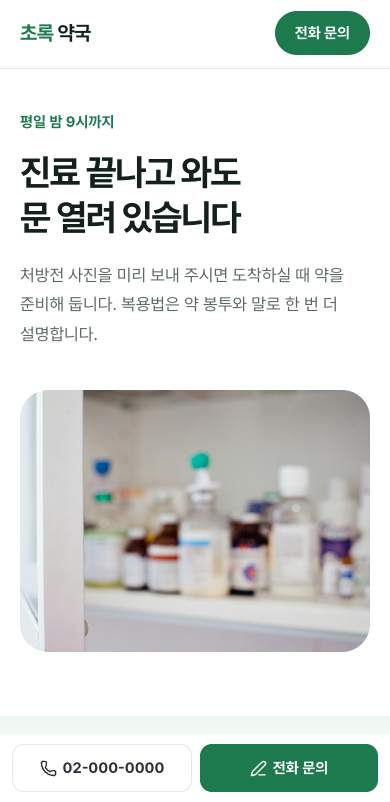 초록 약국
전화 문의
평일 밤 9시까지
진료 끝나고 와도
문 열려 있습니다
처방전 사진을 미리 보내 주시면 도착하실 때 약을
준비해 둡니다. 복용법은 약 봉투와 말로 한 번 더
설명합니다.
02-000-0000
전화 문의